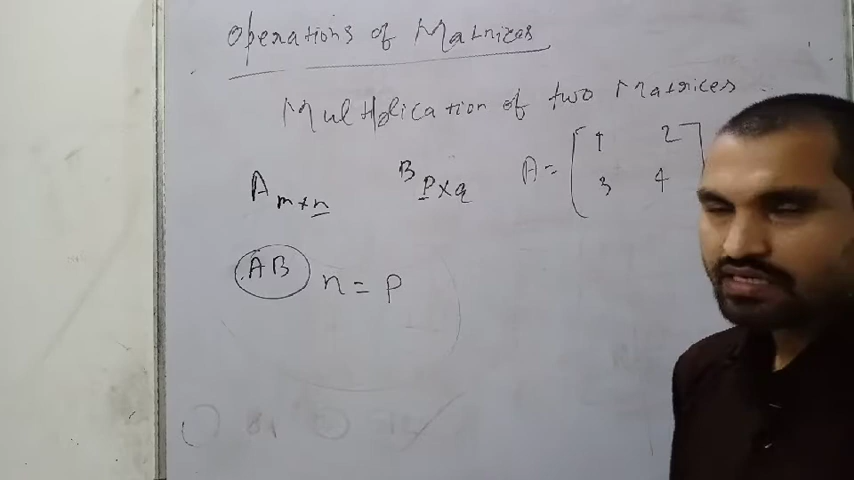 Operations of Matrices
Multiplication of two Matrices
A m×n B p×q A = [1 2
3 4]
AB n = p